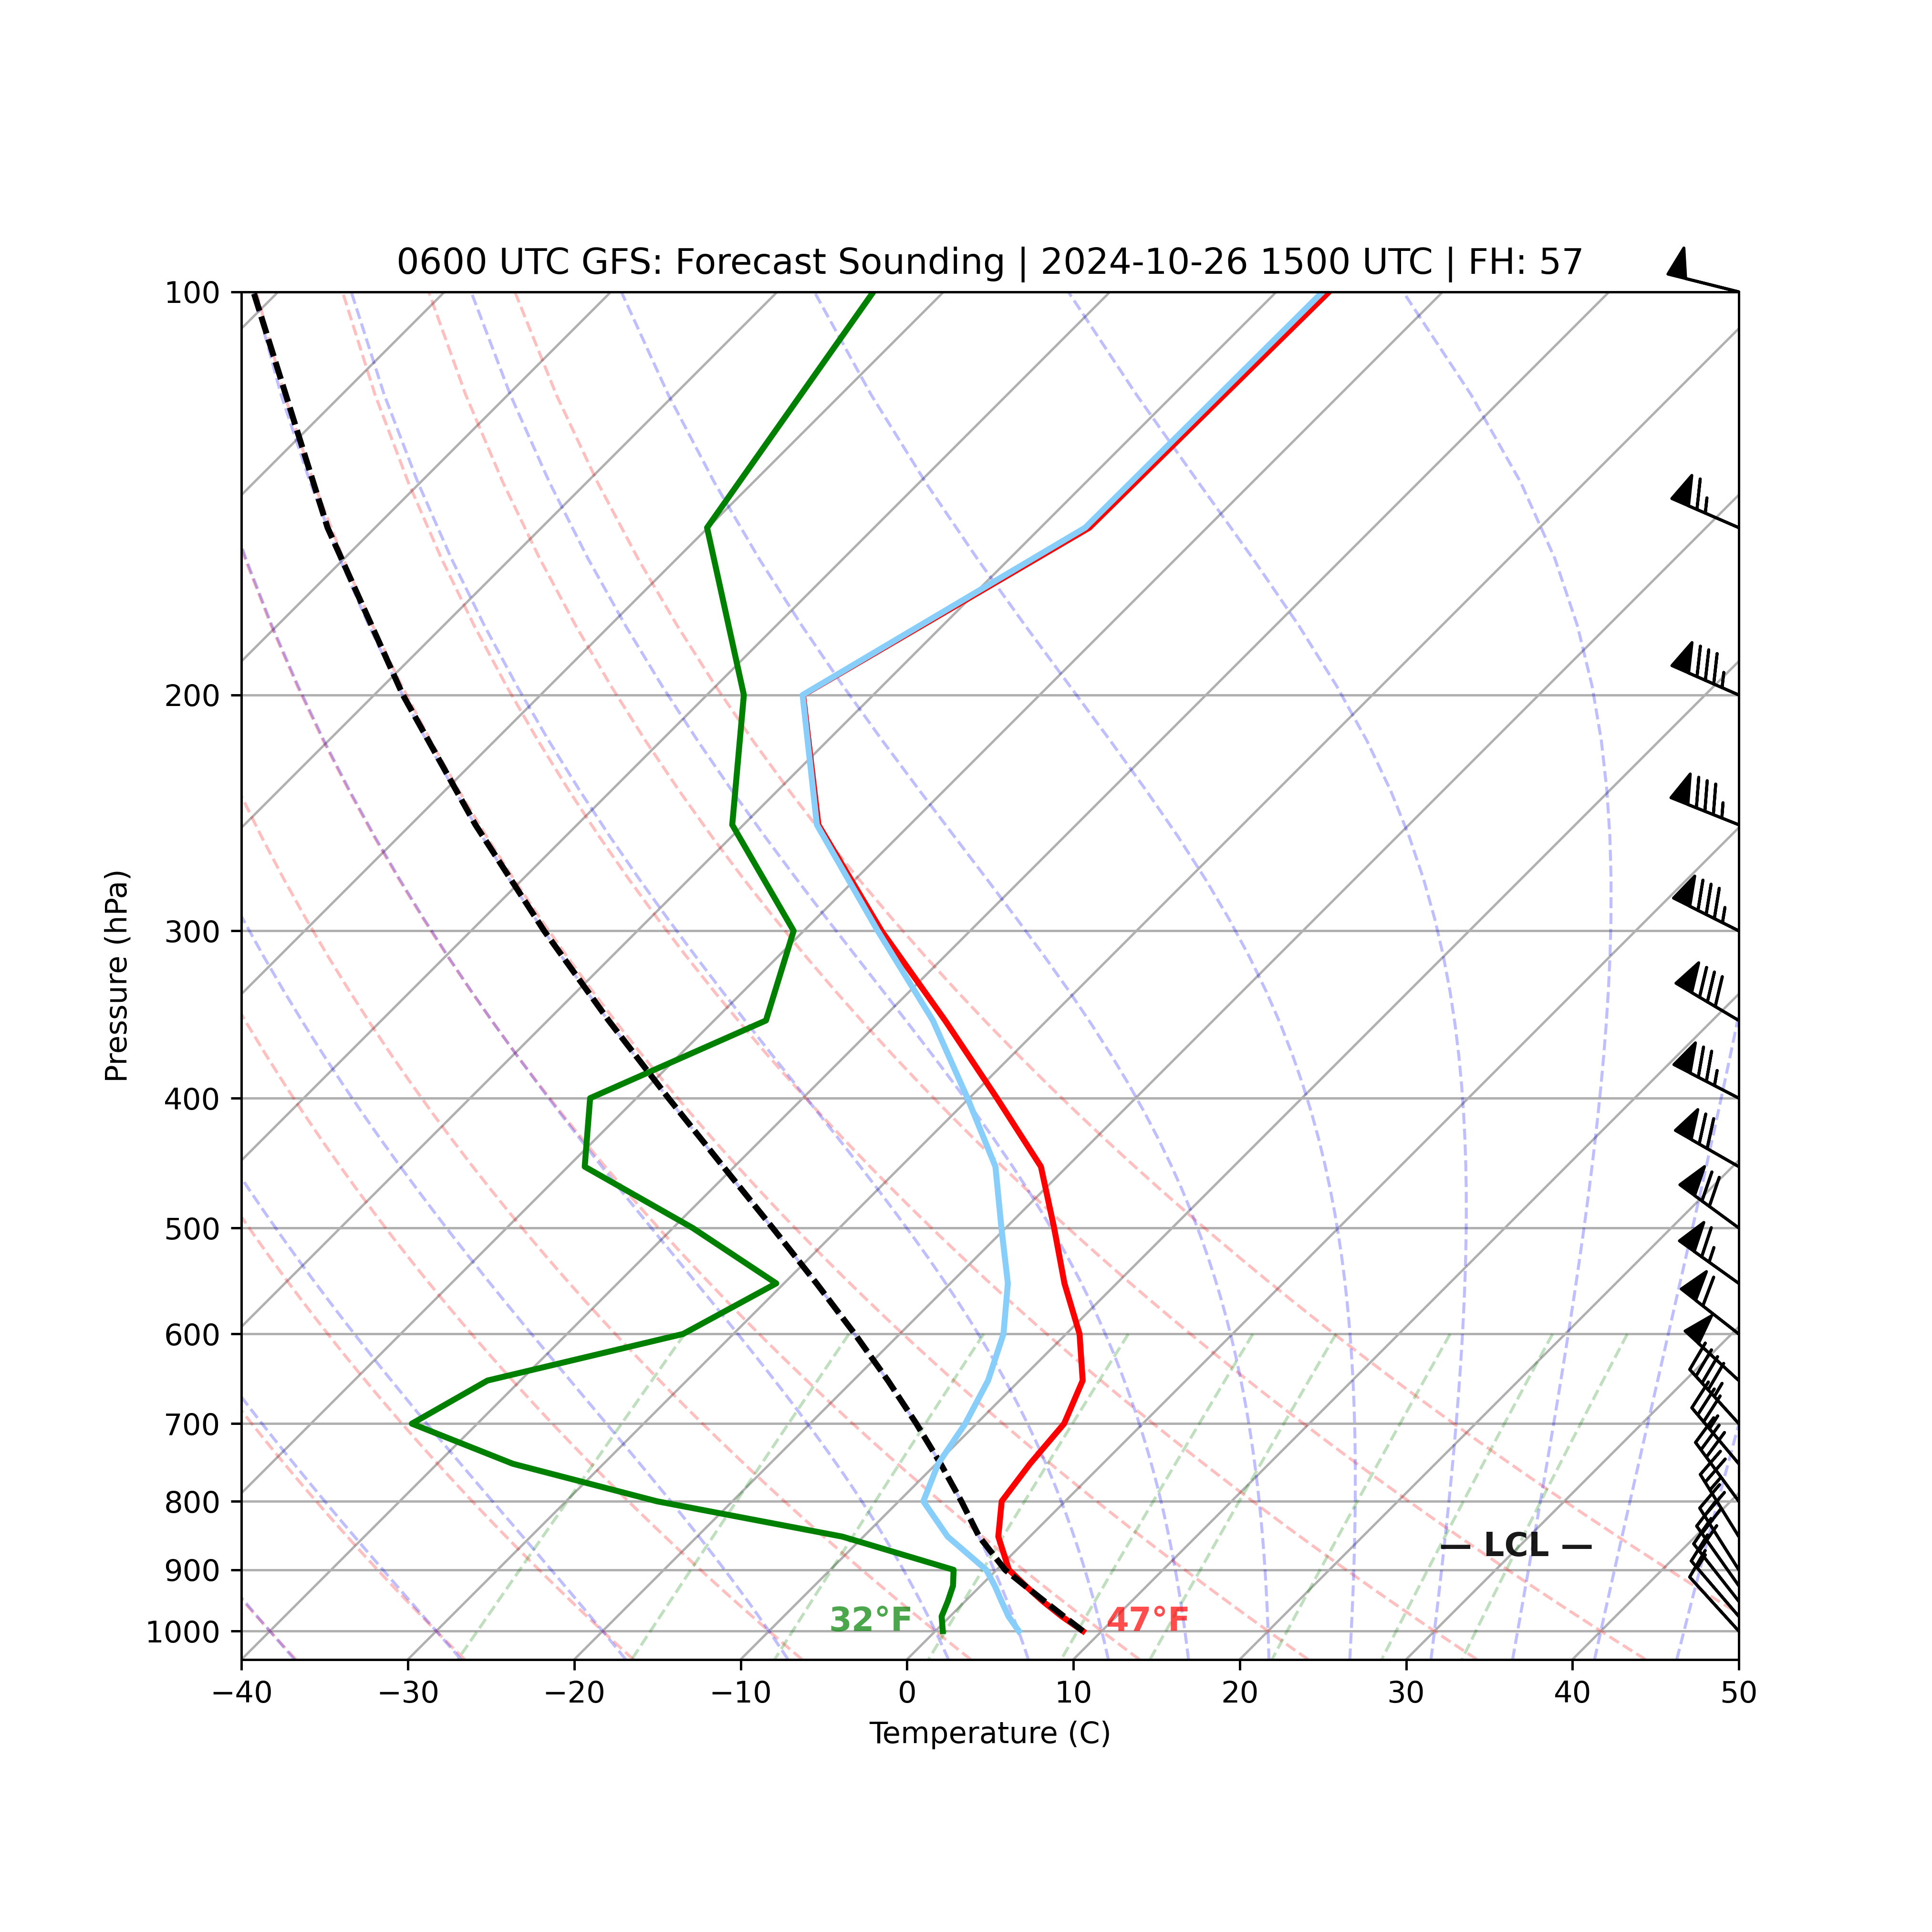 0600 UTC GFS: Forecast Sounding | 2024-10-26 1500 UTC | FH: 57
100
200
300
400
500
600
700
800
900
1000
Pressure (hPa)
— LCL —
32°F
47°F
−40 −30 −20 −10 0 10 20 30 40 50
Temperature (C)